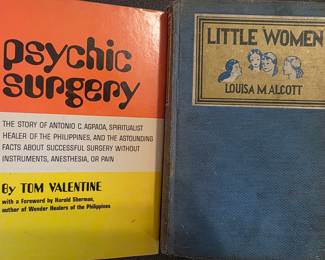 psychic
surgery
THE STORY OF ANTONIO C. AGPAOA, SPIRITUALIST
HEALER OF THE PHILIPPINES, AND THE ASTOUNDING
FACTS ABOUT SUCCESSFUL SURGERY WITHOUT
INSTRUMENTS, ANESTHESIA, OR PAIN
By TOM VALENTINE
with a Foreword by Harold Sherman,
author of Wonder Healers of the Philippines
LITTLE WOMEN
LOUISA M. ALCOTT